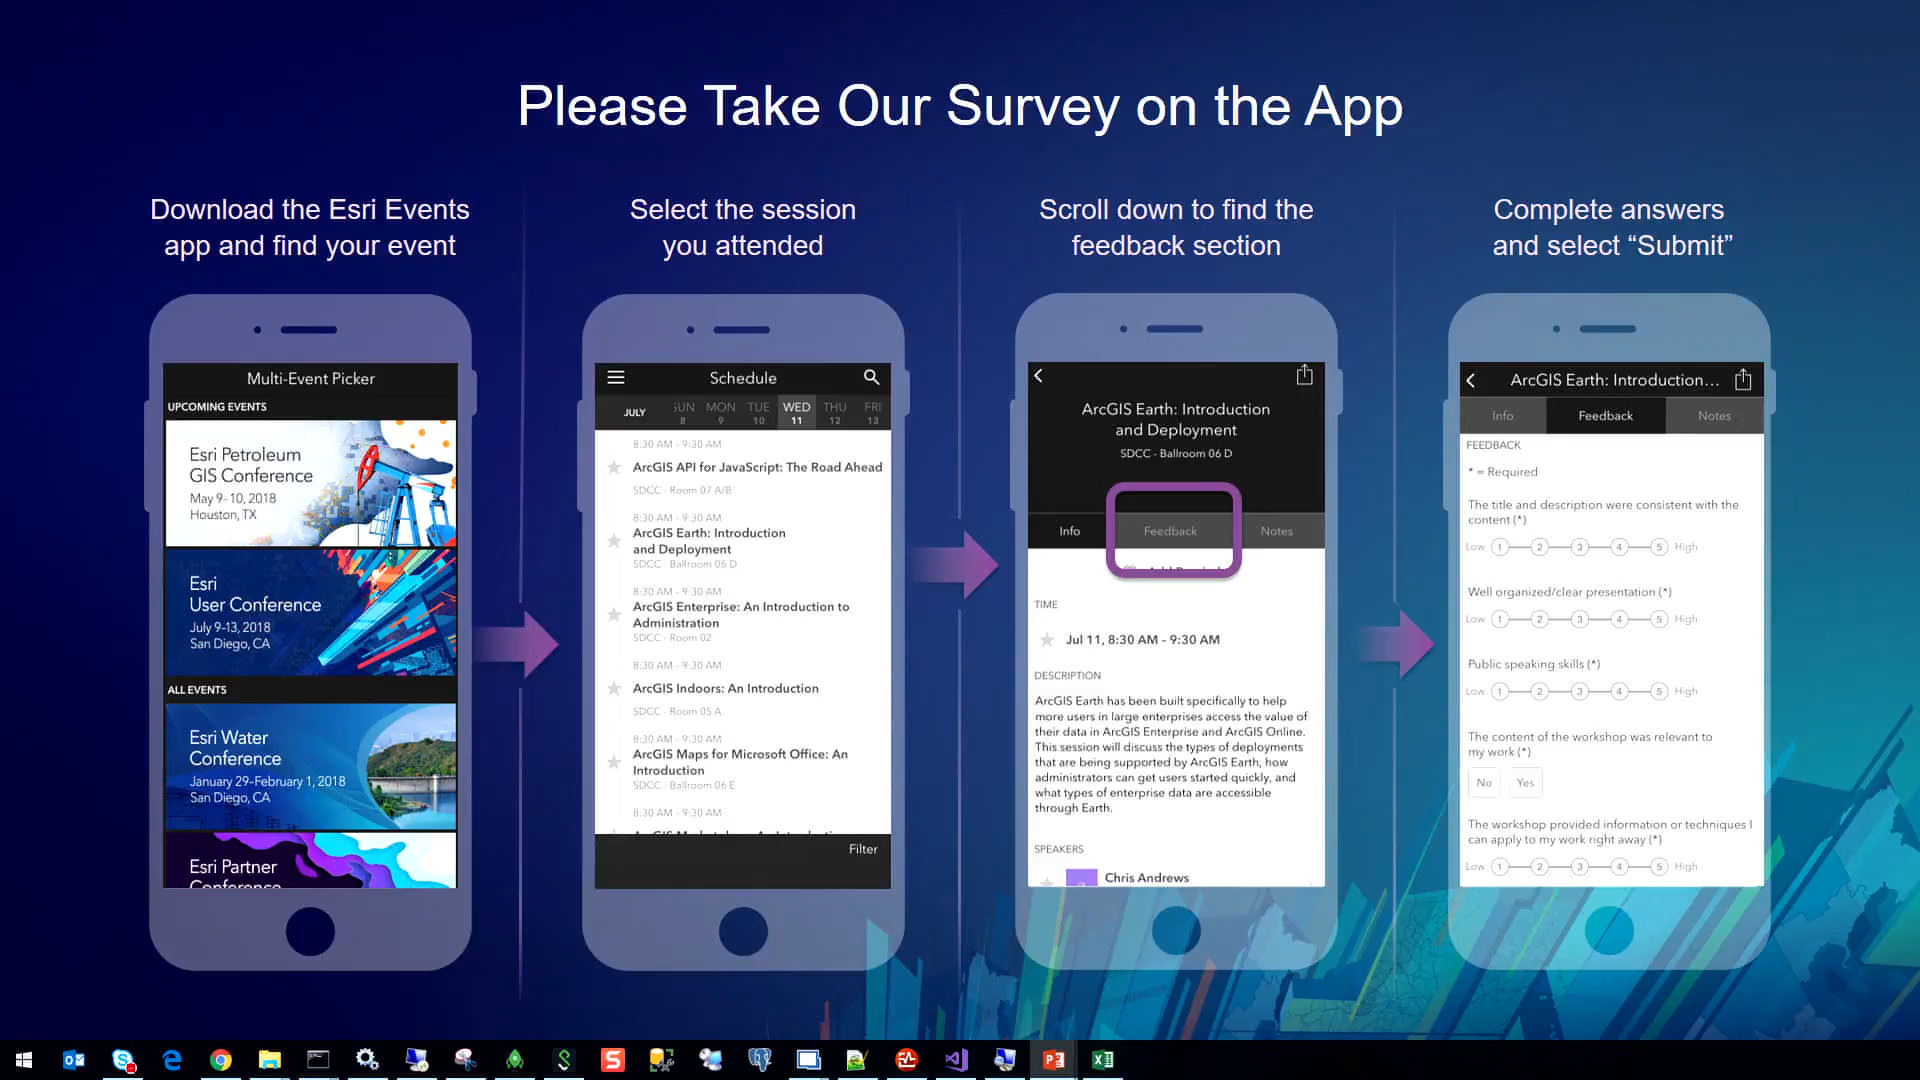 Please Take Our Survey on the App
Download the Esri Events
app and find your event
Select the session
you attended
Scroll down to find the
feedback section
Complete answers
and select “Submit”
Multi-Event Picker
UPCOMING EVENTS
Esri Petroleum
GIS Conference
May 9-10, 2018
Houston, TX
Esri
User Conference
July 9-13, 2018
San Diego, CA
ALL EVENTS
Esri Water
Conference
January 29-February 1, 2018
San Diego, CA
Esri Partner
Conference
Schedule
JULY
SUN 8
MON 9
TUE 10
WED 11
THU 12
FRI 13
8:30 AM - 9:30 AM
ArcGIS API for JavaScript: The Road Ahead
SDCC - Room 07 A/B
8:30 AM - 9:30 AM
ArcGIS Earth: Introduction
and Deployment
SDCC - Ballroom 06 D
8:30 AM - 9:30 AM
ArcGIS Enterprise: An Introduction to
Administration
SDCC - Room 02
8:30 AM - 9:30 AM
ArcGIS Indoors: An Introduction
SDCC - Room 05 A
8:30 AM - 9:30 AM
ArcGIS Maps for Microsoft Office: An
Introduction
SDCC - Ballroom 06 E
8:30 AM - 9:30 AM
Filter
ArcGIS Earth: Introduction
and Deployment
SDCC - Ballroom 06 D
Info
Feedback
Notes
TIME
Jul 11, 8:30 AM - 9:30 AM
DESCRIPTION
ArcGIS Earth has been built specifically to help
more users in large enterprises access the value of
their data in ArcGIS Enterprise and ArcGIS Online.
This session will discuss the types of deployments
that are being supported by ArcGIS Earth, how
administrators can get users started quickly, and
what types of enterprise data are accessible
through Earth.
SPEAKERS
Chris Andrews
ArcGIS Earth: Introduction...
Info
Feedback
Notes
FEEDBACK
* = Required
The title and description were consistent with the
content (*)
Low 1 2 3 4 5 High
Well organized/clear presentation (*)
Low 1 2 3 4 5 High
Public speaking skills (*)
Low 1 2 3 4 5 High
The content of the workshop was relevant to
my work (*)
No Yes
The workshop provided information or techniques I
can apply to my work right away (*)
Low 1 2 3 4 5 High